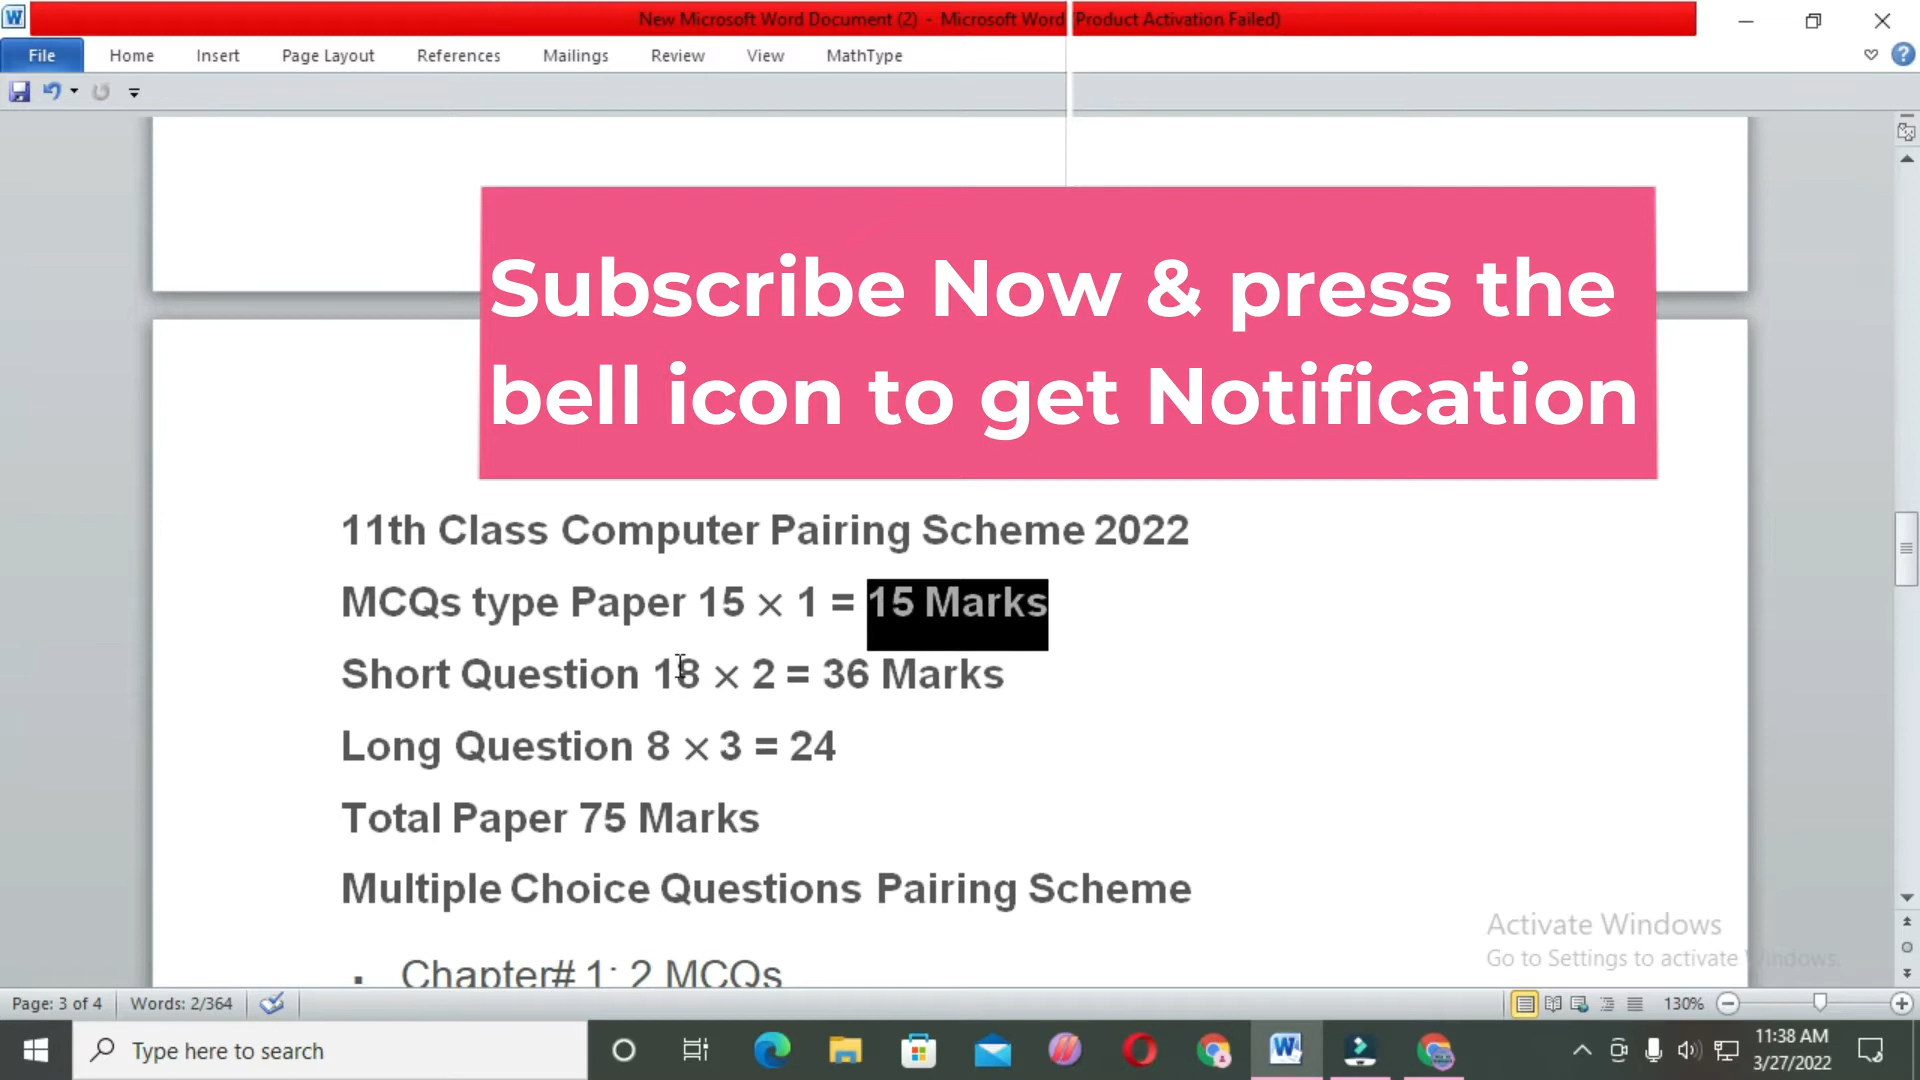 New Microsoft Word Document (2) - Microsoft Word (Product Activation Failed)
File Home Insert Page Layout References Mailings Review View MathType
Subscribe Now & press the
bell icon to get Notification
11th Class Computer Pairing Scheme 2022
MCQs type Paper 15 × 1 = 15 Marks
Short Question 18 × 2 = 36 Marks
Long Question 8 × 3 = 24
Total Paper 75 Marks
Multiple Choice Questions Pairing Scheme
▪ Chapter# 1: 2 MCQs
Activate Windows
Go to Settings to activate Windows.
Page: 3 of 4 Words: 2/364 130%
Type here to search
11:38 AM
3/27/2022